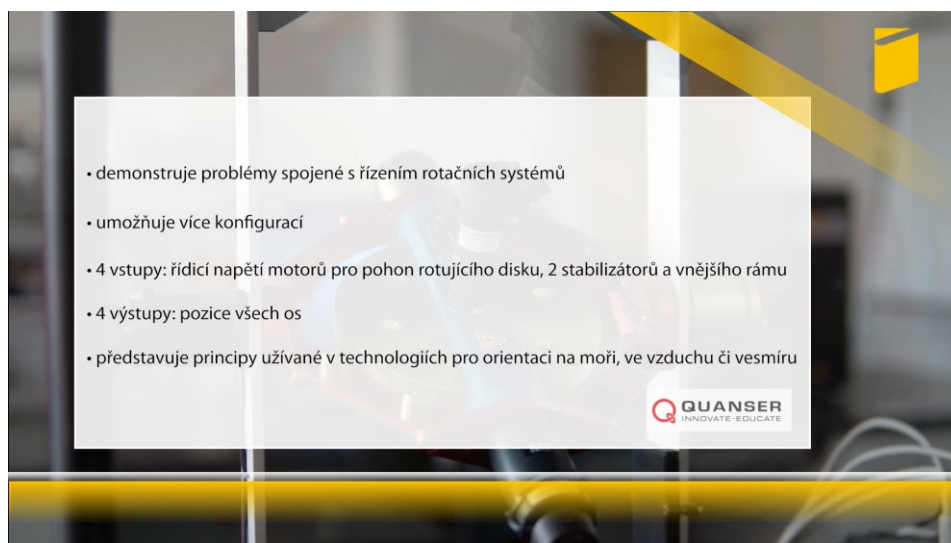 • demonstruje problémy spojené s řízením rotačních systémů
• umožňuje více konfigurací
• 4 vstupy: řídicí napětí motorů pro pohon rotujícího disku, 2 stabilizátorů a vnějšího rámu
• 4 výstupy: pozice všech os
• představuje principy užívané v technologiích pro orientaci na moři, ve vzduchu či vesmíru
QUANSER
INNOVATE·EDUCATE